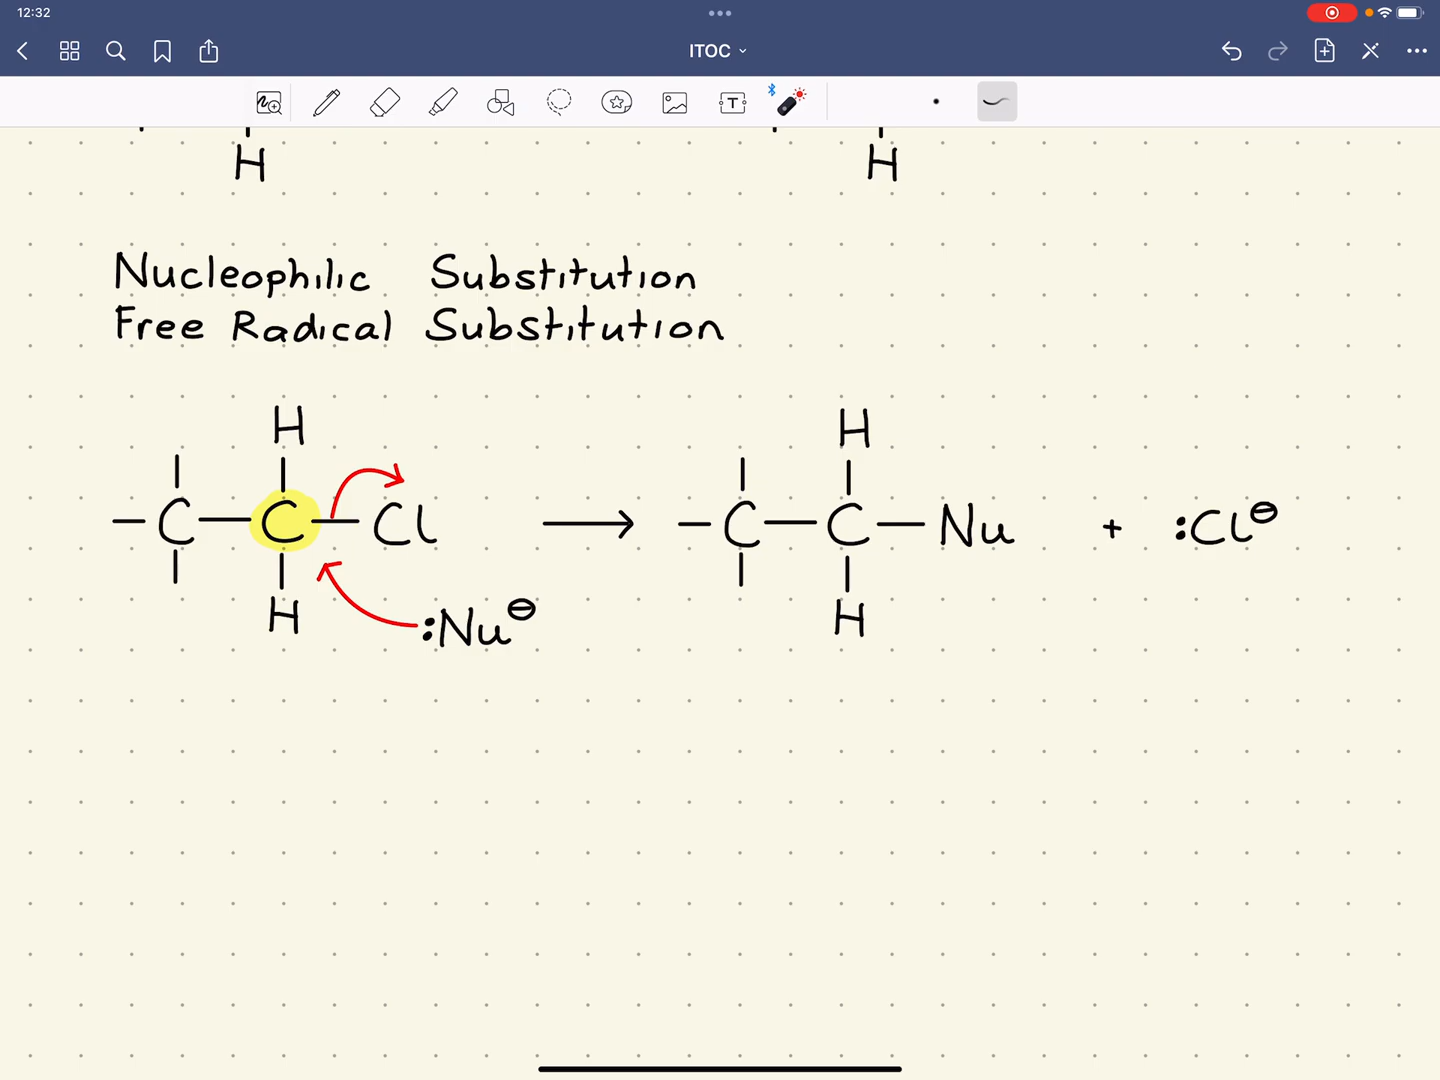 12:32
ITOC
T
H H
Nucleophilic Substitution
Free Radical Substitution
H H
– C – C – Cl ⟶ – C – C – Nu + :Cl⊖
H :Nu⊖ H